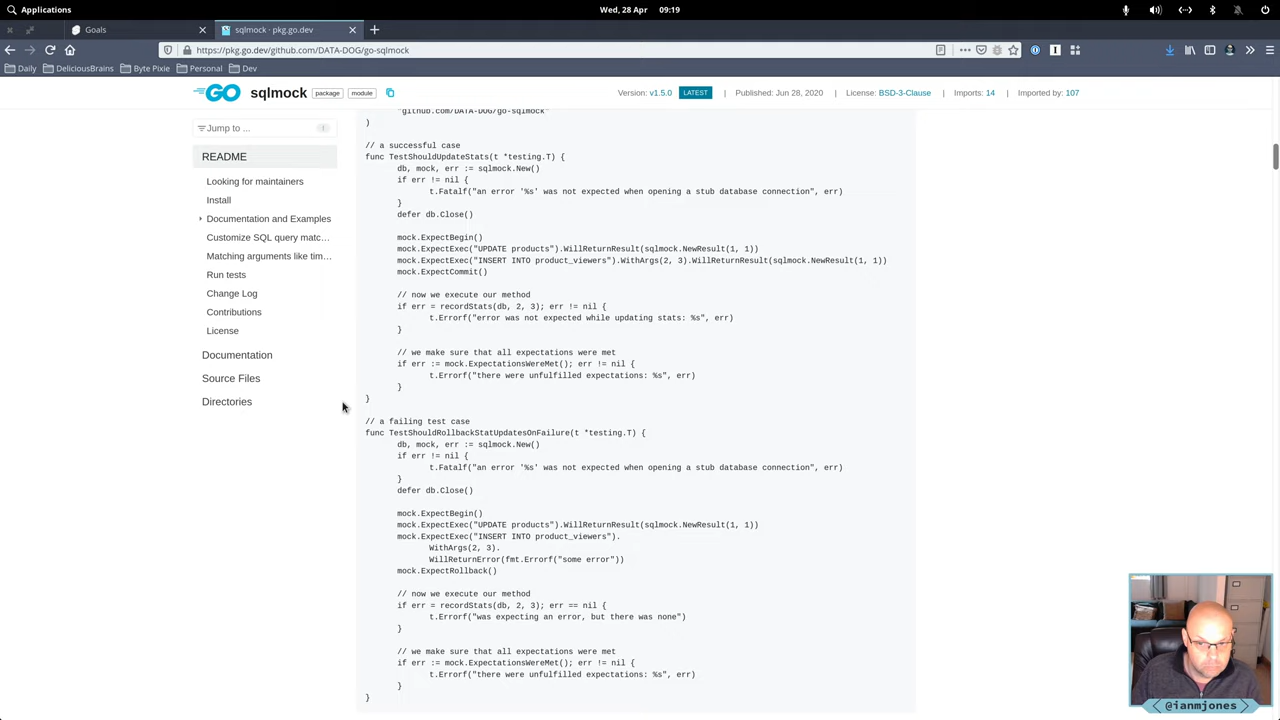 Applications
Wed, 28 Apr 09:19
Goals
sqlmock · pkg.go.dev
https://pkg.go.dev/github.com/DATA-DOG/go-sqlmock
Daily
DeliciousBrains
Byte Pixie
Personal
Dev
GO
sqlmock
package
module
Version: v1.5.0
LATEST
| Published: Jun 28, 2020
| License: BSD-3-Clause
| Imports: 14
| Imported by: 107
Jump to ...
README
Looking for maintainers
Install
Documentation and Examples
Customize SQL query matc…
Matching arguments like tim…
Run tests
Change Log
Contributions
License
Documentation
Source Files
Directories
"github.com/DATA-DOG/go-sqlmock"
)
// a successful case
func TestShouldUpdateStats(t *testing.T) {
db, mock, err := sqlmock.New()
if err != nil {
t.Fatalf("an error '%s' was not expected when opening a stub database connection", err)
}
defer db.Close()
mock.ExpectBegin()
mock.ExpectExec("UPDATE products").WillReturnResult(sqlmock.NewResult(1, 1))
mock.ExpectExec("INSERT INTO product_viewers").WithArgs(2, 3).WillReturnResult(sqlmock.NewResult(1, 1))
mock.ExpectCommit()
// now we execute our method
if err = recordStats(db, 2, 3); err != nil {
t.Errorf("error was not expected while updating stats: %s", err)
}
// we make sure that all expectations were met
if err := mock.ExpectationsWereMet(); err != nil {
t.Errorf("there were unfulfilled expectations: %s", err)
}
}
// a failing test case
func TestShouldRollbackStatUpdatesOnFailure(t *testing.T) {
db, mock, err := sqlmock.New()
if err != nil {
t.Fatalf("an error '%s' was not expected when opening a stub database connection", err)
}
defer db.Close()
mock.ExpectBegin()
mock.ExpectExec("UPDATE products").WillReturnResult(sqlmock.NewResult(1, 1))
mock.ExpectExec("INSERT INTO product_viewers").
WithArgs(2, 3).
WillReturnError(fmt.Errorf("some error"))
mock.ExpectRollback()
// now we execute our method
if err = recordStats(db, 2, 3); err == nil {
t.Errorf("was expecting an error, but there was none")
}
// we make sure that all expectations were met
if err := mock.ExpectationsWereMet(); err != nil {
t.Errorf("there were unfulfilled expectations: %s", err)
}
}
@ianmjones